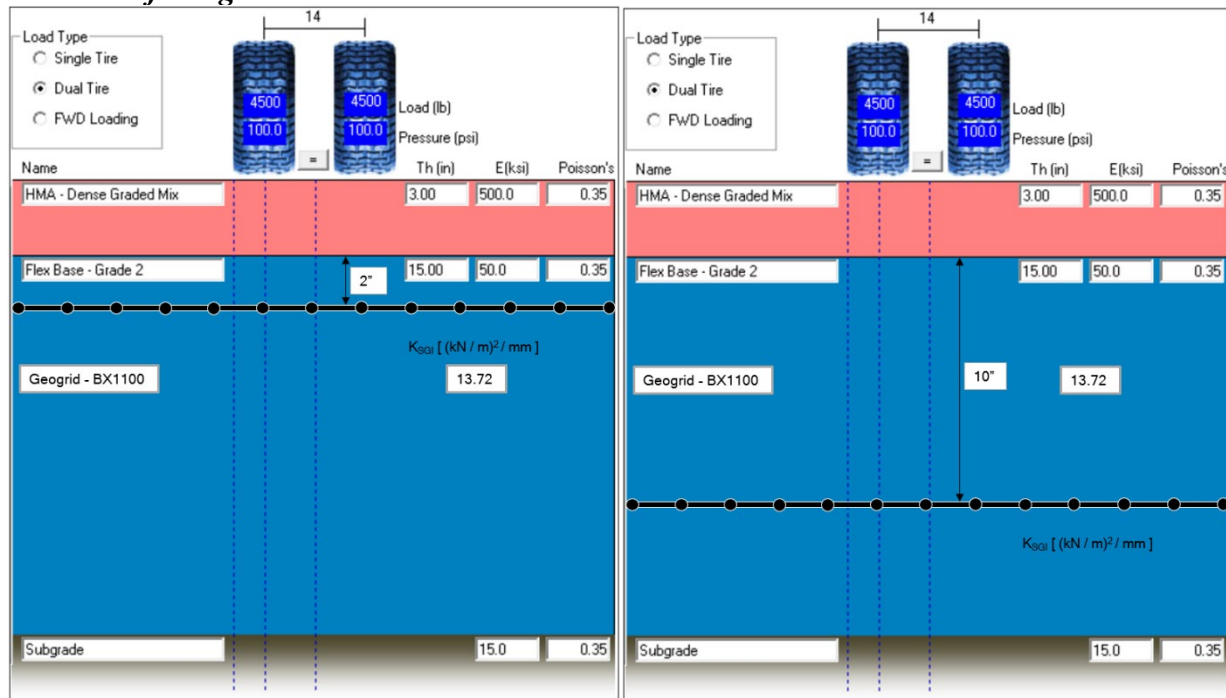 14
Load Type
Single Tire
Dual Tire
FWD Loading
4500 4500 Load (lb)
100.0 100.0 Pressure (psi)
=
Name Th (in) E(ksi) Poisson's
HMA - Dense Graded Mix 3.00 500.0 0.35
Flex Base - Grade 2 15.00 50.0 0.35
2”
KSGI [ (kN / m)2 / mm ]
Geogrid - BX1100 13.72
Subgrade 15.0 0.35
14
Load Type
Single Tire
Dual Tire
FWD Loading
4500 4500 Load (lb)
100.0 100.0 Pressure (psi)
=
Name Th (in) E(ksi) Poisson's
HMA - Dense Graded Mix 3.00 500.0 0.35
Flex Base - Grade 2 15.00 50.0 0.35
Geogrid - BX1100 10” 13.72
KSGI [ (kN / m)2 / mm ]
Subgrade 15.0 0.35